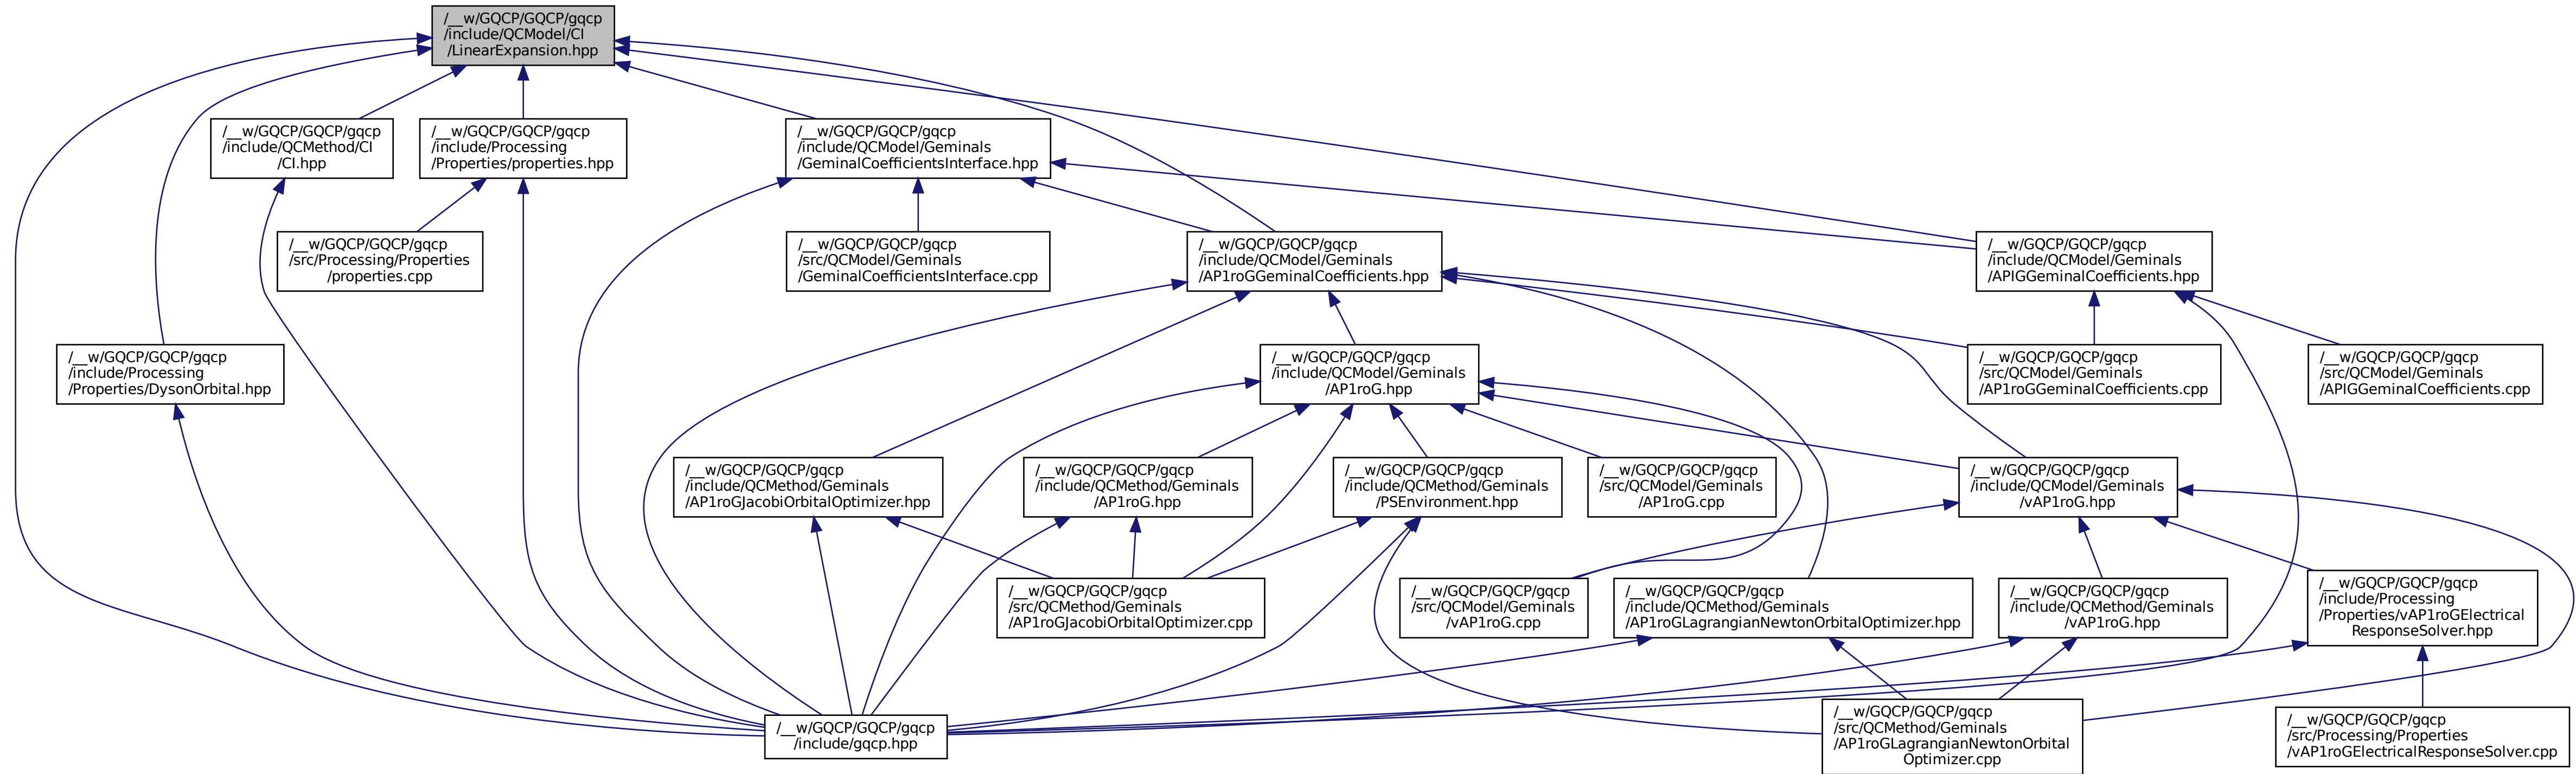 /__w/GQCP/GQCP/gqcp
/include/QCModel/CI
/LinearExpansion.hpp
/__w/GQCP/GQCP/gqcp
/include/QCMethod/CI
/CI.hpp
/__w/GQCP/GQCP/gqcp
/include/Processing
/Properties/properties.hpp
/__w/GQCP/GQCP/gqcp
/include/QCModel/Geminals
/GeminalCoefficientsInterface.hpp
/__w/GQCP/GQCP/gqcp
/src/Processing/Properties
/properties.cpp
/__w/GQCP/GQCP/gqcp
/src/QCModel/Geminals
/GeminalCoefficientsInterface.cpp
/__w/GQCP/GQCP/gqcp
/include/QCModel/Geminals
/AP1roGGeminalCoefficients.hpp
/__w/GQCP/GQCP/gqcp
/include/QCModel/Geminals
/APIGGeminalCoefficients.hpp
/__w/GQCP/GQCP/gqcp
/include/Processing
/Properties/DysonOrbital.hpp
/__w/GQCP/GQCP/gqcp
/include/QCModel/Geminals
/AP1roG.hpp
/__w/GQCP/GQCP/gqcp
/src/QCModel/Geminals
/AP1roGGeminalCoefficients.cpp
/__w/GQCP/GQCP/gqcp
/src/QCModel/Geminals
/APIGGeminalCoefficients.cpp
/__w/GQCP/GQCP/gqcp
/include/QCMethod/Geminals
/AP1roGJacobiOrbitalOptimizer.hpp
/__w/GQCP/GQCP/gqcp
/include/QCMethod/Geminals
/AP1roG.hpp
/__w/GQCP/GQCP/gqcp
/include/QCMethod/Geminals
/PSEnvironment.hpp
/__w/GQCP/GQCP/gqcp
/src/QCModel/Geminals
/AP1roG.cpp
/__w/GQCP/GQCP/gqcp
/include/QCModel/Geminals
/vAP1roG.hpp
/__w/GQCP/GQCP/gqcp
/src/QCMethod/Geminals
/AP1roGJacobiOrbitalOptimizer.cpp
/__w/GQCP/GQCP/gqcp
/src/QCModel/Geminals
/vAP1roG.cpp
/__w/GQCP/GQCP/gqcp
/include/QCMethod/Geminals
/AP1roGLagrangianNewtonOrbitalOptimizer.hpp
/__w/GQCP/GQCP/gqcp
/include/QCMethod/Geminals
/vAP1roG.hpp
/__w/GQCP/GQCP/gqcp
/include/Processing
/Properties/vAP1roGElectrical
ResponseSolver.hpp
/__w/GQCP/GQCP/gqcp
/include/gqcp.hpp
/__w/GQCP/GQCP/gqcp
/src/QCMethod/Geminals
/AP1roGLagrangianNewtonOrbital
Optimizer.cpp
/__w/GQCP/GQCP/gqcp
/src/Processing/Properties
/vAP1roGElectricalResponseSolver.cpp